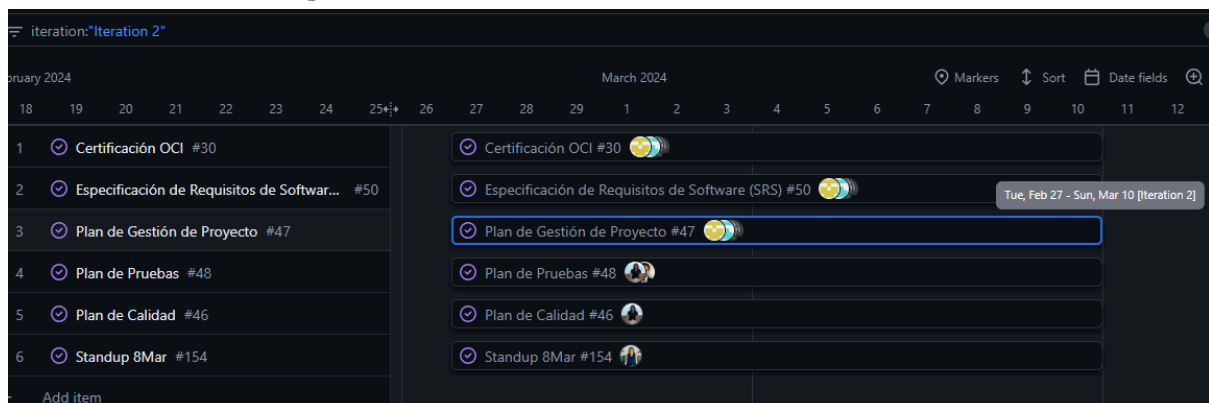 iteration:"Iteration 2"
bruary 2024 March 2024 Markers Sort Date fields
18 19 20 21 22 23 24 25 26 27 28 29 1 2 3 4 5 6 7 8 9 10 11 12
1 Certificación OCI #30 Certificación OCI #30
2 Especificación de Requisitos de Softwar... #50 Especificación de Requisitos de Software (SRS) #50
Tue, Feb 27 - Sun, Mar 10 [Iteration 2]
3 Plan de Gestión de Proyecto #47 Plan de Gestión de Proyecto #47
4 Plan de Pruebas #48 Plan de Pruebas #48
5 Plan de Calidad #46 Plan de Calidad #46
6 Standup 8Mar #154 Standup 8Mar #154
Add item